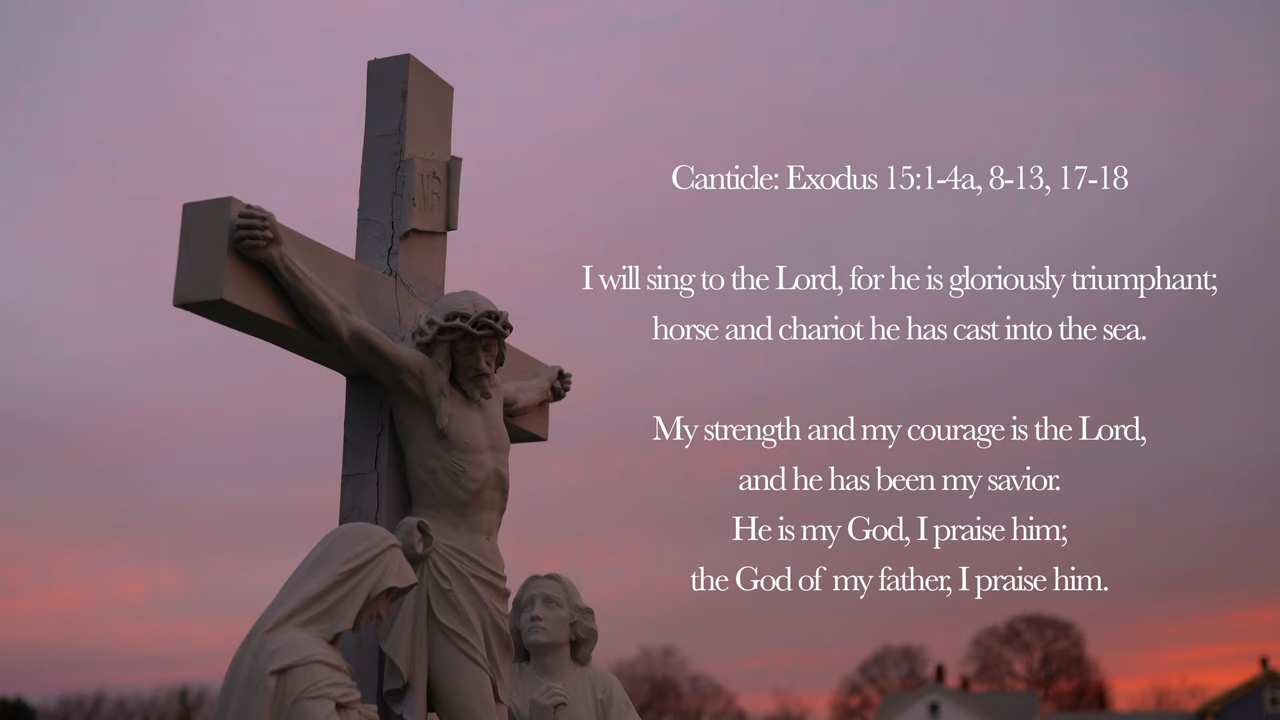 INRI
Canticle: Exodus 15:1-4a, 8-13, 17-18
I will sing to the Lord, for he is gloriously triumphant;
horse and chariot he has cast into the sea.
My strength and my courage is the Lord,
and he has been my savior.
He is my God, I praise him;
the God of my father, I praise him.